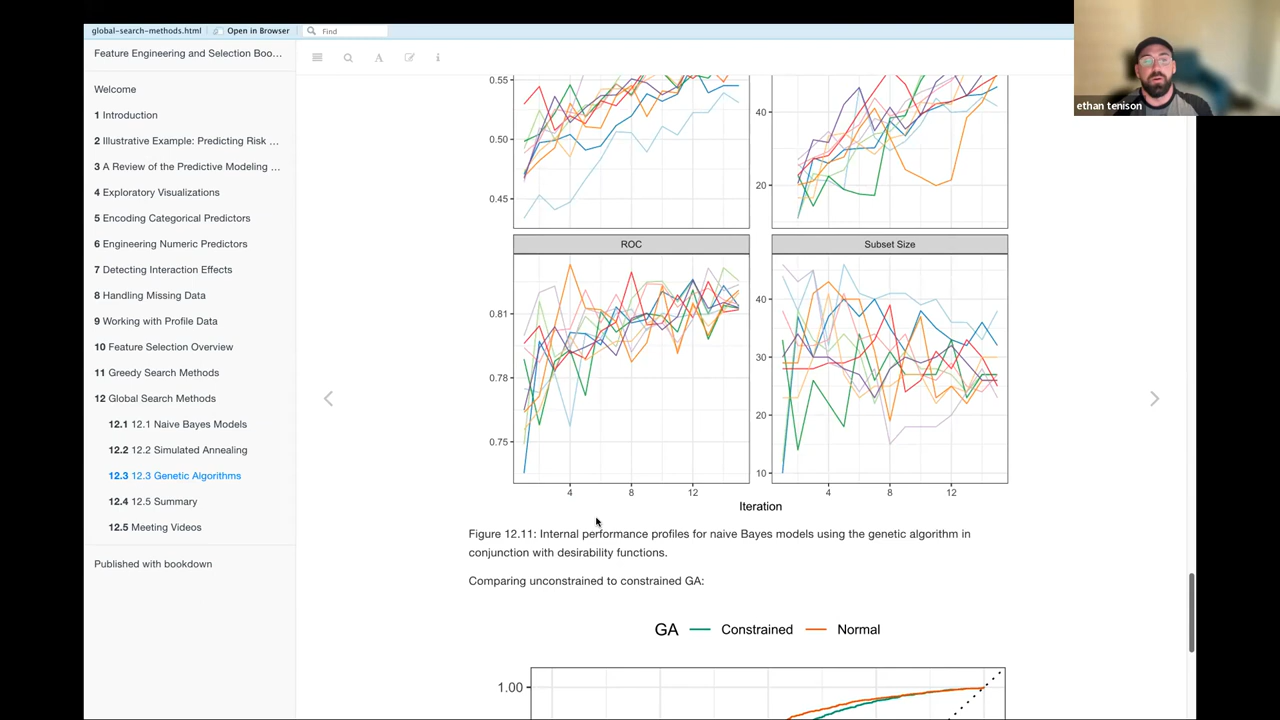 global-search-methods.html
Open in Browser
Find
Feature Engineering and Selection Boo...
Welcome
1 Introduction
2 Illustrative Example: Predicting Risk ...
3 A Review of the Predictive Modeling ...
4 Exploratory Visualizations
5 Encoding Categorical Predictors
6 Engineering Numeric Predictors
7 Detecting Interaction Effects
8 Handling Missing Data
9 Working with Profile Data
10 Feature Selection Overview
11 Greedy Search Methods
12 Global Search Methods
12.1 12.1 Naive Bayes Models
12.2 12.2 Simulated Annealing
12.3 12.3 Genetic Algorithms
12.4 12.5 Summary
12.5 Meeting Videos
Published with bookdown
A
i
0.55
0.50
0.45
40
20
ROC
Subset Size
0.81
0.78
0.75
40
30
20
10
4 8 12
4 8 12
Iteration
Figure 12.11: Internal performance profiles for naive Bayes models using the genetic algorithm in
conjunction with desirability functions.
Comparing unconstrained to constrained GA:
GA Constrained Normal
1.00
ethan tenison